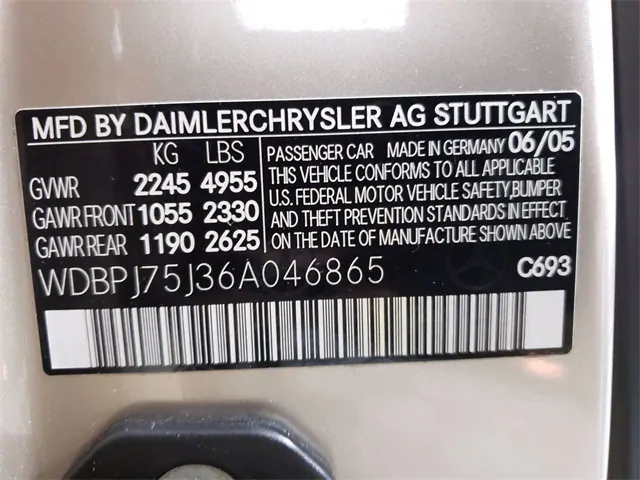 MFD BY DAIMLERCHRYSLER AG STUTTGART
KG LBS
GVWR 2245 4955
GAWR FRONT 1055 2330
GAWR REAR 1190 2625
PASSENGER CAR MADE IN GERMANY 06/05
THIS VEHICLE CONFORMS TO ALL APPLICABLE
U.S. FEDERAL MOTOR VEHICLE SAFETY,BUMPER
AND THEFT PREVENTION STANDARDS IN EFFECT
ON THE DATE OF MANUFACTURE SHOWN ABOVE
WDBPJ75J36A046865 C693